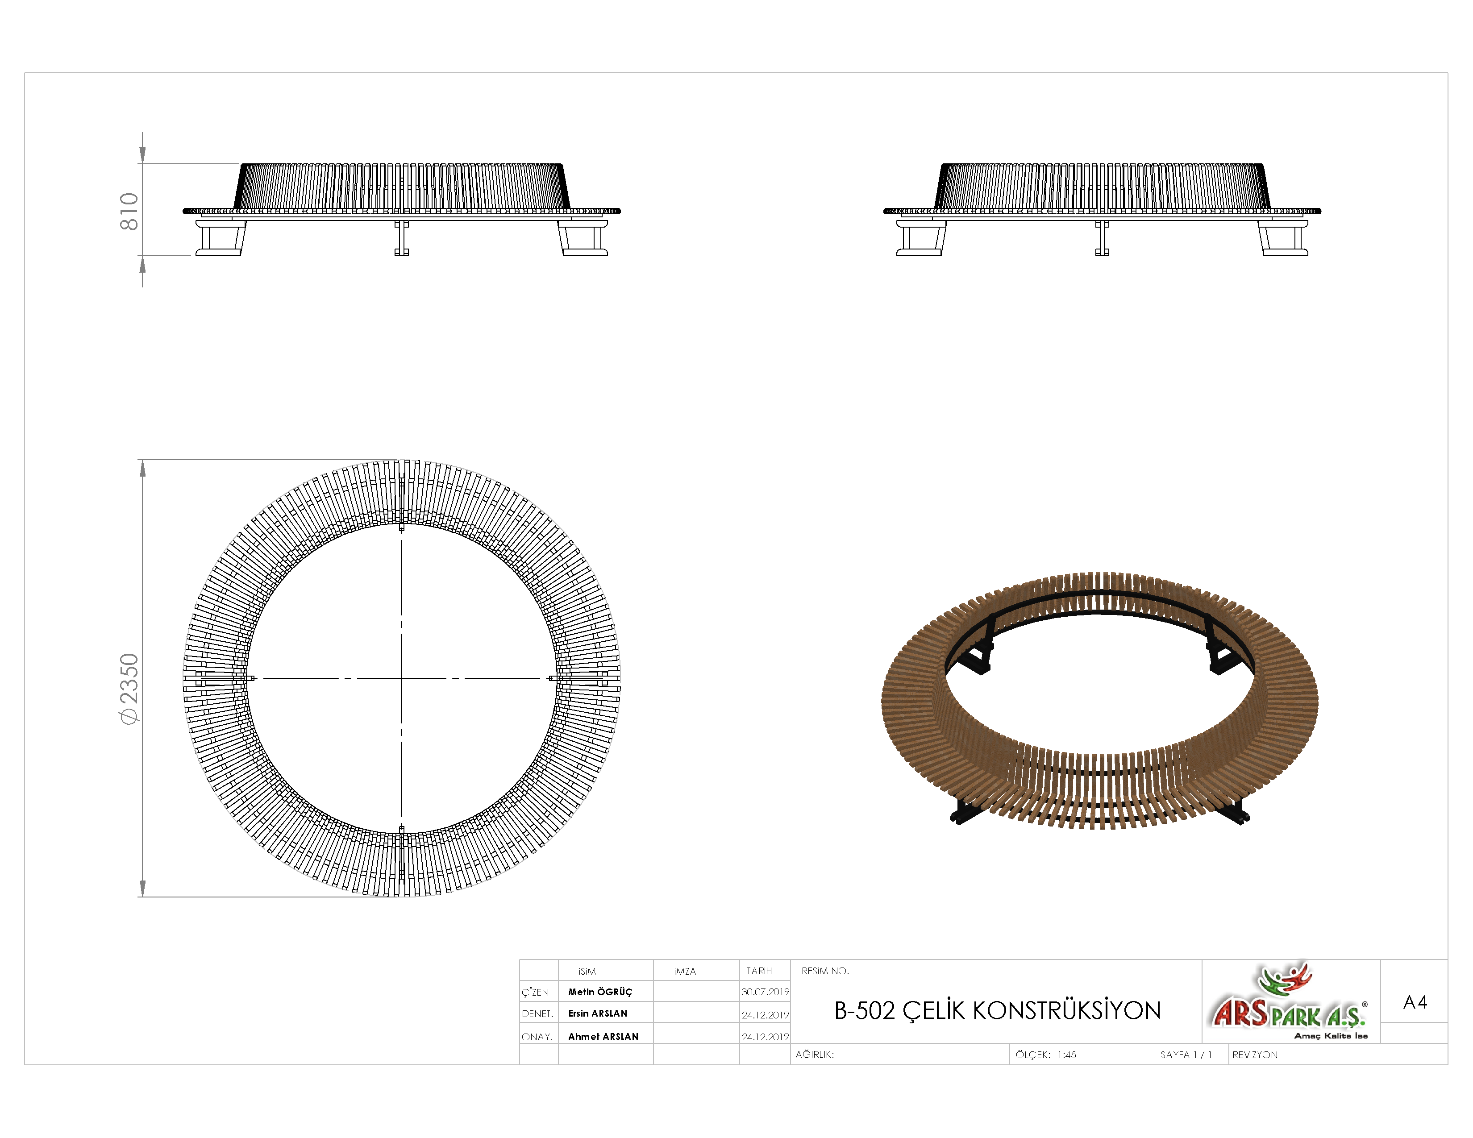 810
⌀2350
İSİM
İMZA
TARİH
RESİM NO.
ÇİZEN
Metin ÖGRÜÇ
30.07.2019
DENET.
Ersin ARSLAN
24.12.2019
ONAY.
Ahmet ARSLAN
24.12.2019
B-502 ÇELİK KONSTRÜKSİYON
ARSPARK A.Ş.®
Amaç Kalite İse
A4
AĞIRLIK:
ÖLÇEK: 1:45
SAYFA 1 / 1
REVİZYON